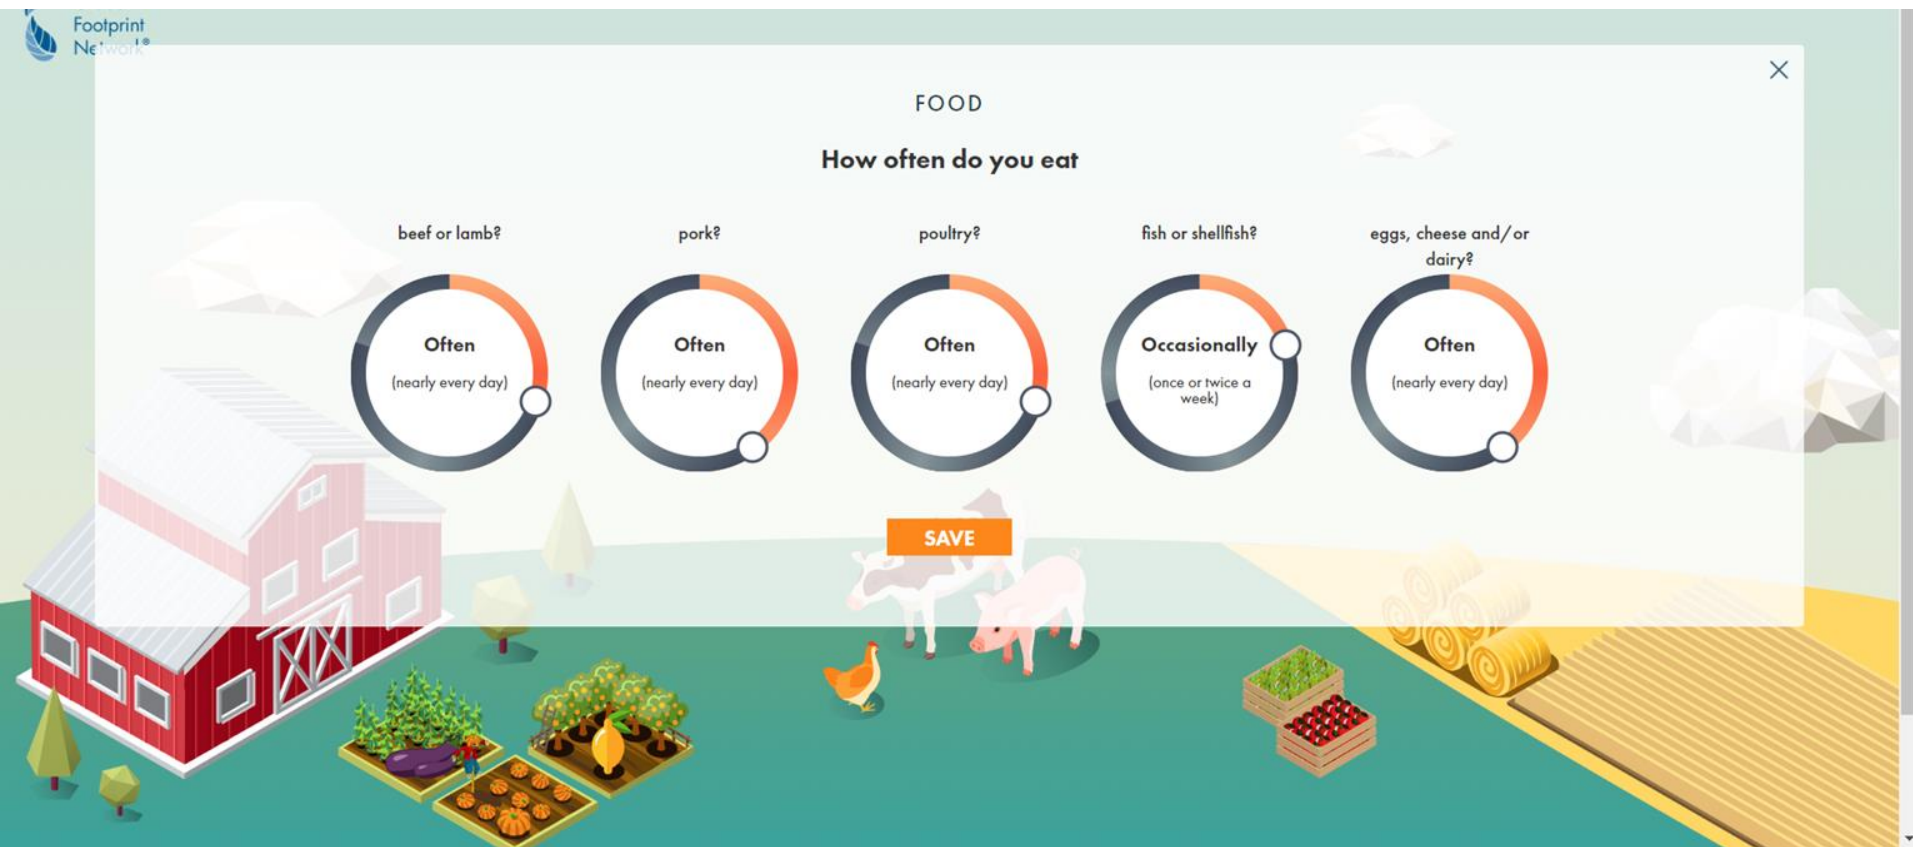 Footprint
Network®
FOOD
How often do you eat
beef or lamb?
pork?
poultry?
fish or shellfish?
eggs, cheese and/or
dairy?
Often
(nearly every day)
Often
(nearly every day)
Often
(nearly every day)
Occasionally
(once or twice a
week)
Often
(nearly every day)
SAVE